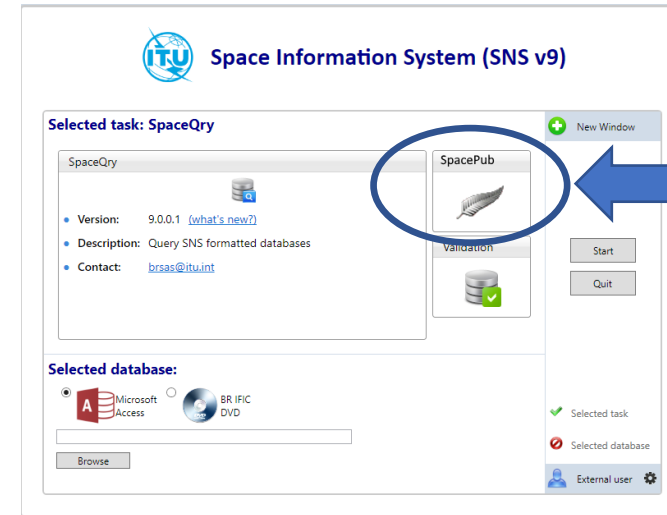 ITU
Space Information System (SNS v9)
Selected task: SpaceQry
New Window
SpaceQry
SpacePub
Version: 9.0.0.1 (what's new?)
Description: Query SNS formatted databases
Contact: brsas@itu.int
Validation
Start
Quit
Selected database:
A
Microsoft
Access
DVD
BR IFIC
DVD
Browse
Selected task
Selected database
External user